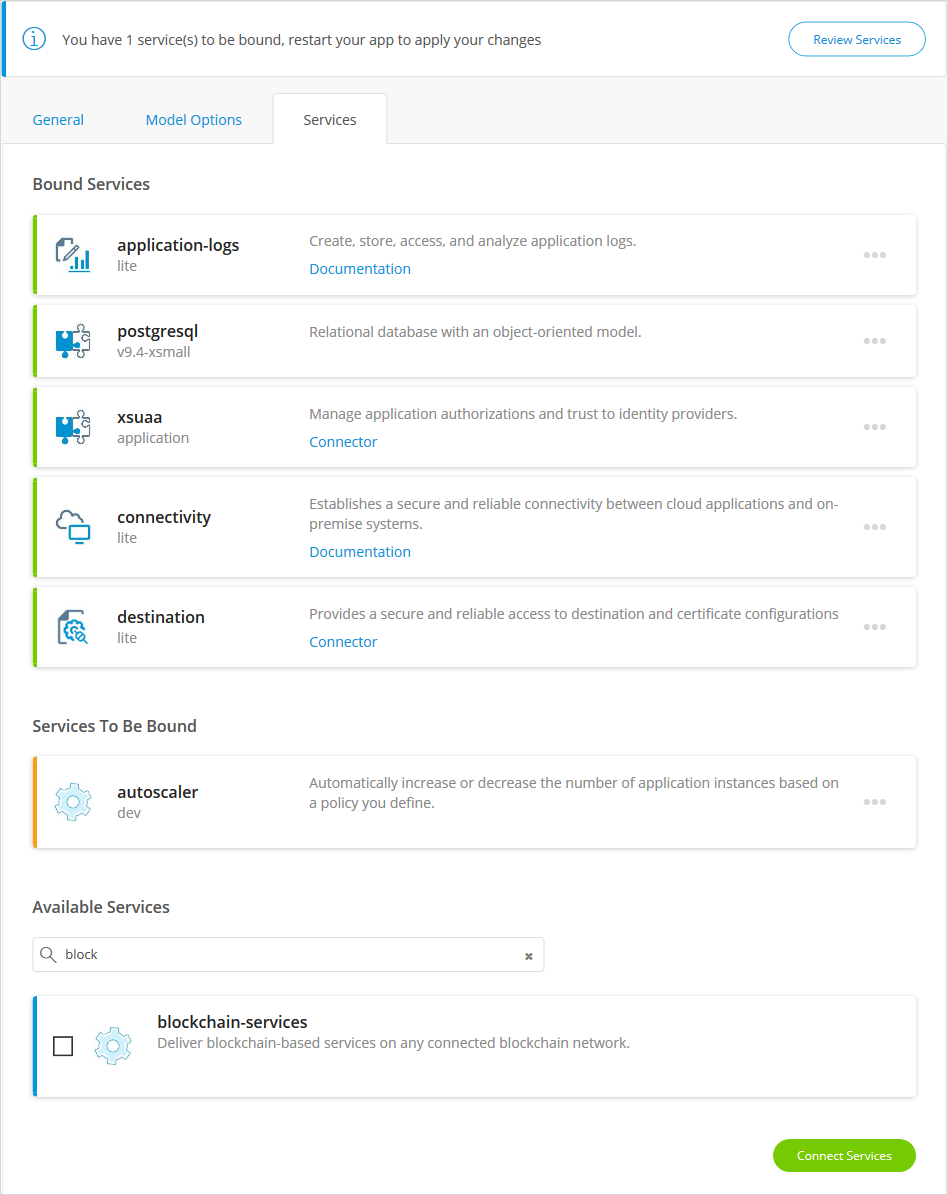 You have 1 service(s) to be bound, restart your app to apply your changes
Review Services
General
Model Options
Services
Bound Services
application-logs
lite
Create, store, access, and analyze application logs.
Documentation
postgresql
v9.4-xsmall
Relational database with an object-oriented model.
xsuaa
application
Manage application authorizations and trust to identity providers.
Connector
connectivity
lite
Establishes a secure and reliable connectivity between cloud applications and on-
premise systems.
Documentation
destination
lite
Provides a secure and reliable access to destination and certificate configurations
Connector
Services To Be Bound
autoscaler
dev
Automatically increase or decrease the number of application instances based on
a policy you define.
Available Services
block
blockchain-services
Deliver blockchain-based services on any connected blockchain network.
Connect Services